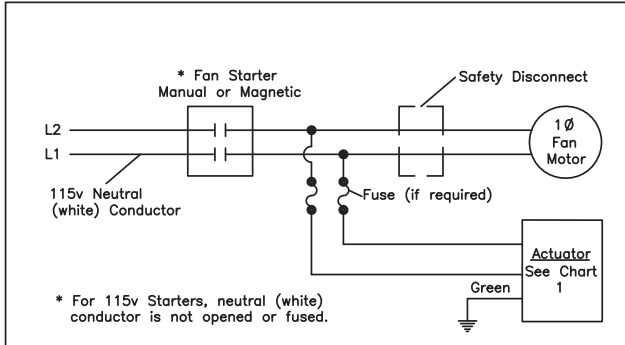 * Fan Starter
Manual or Magnetic
Safety Disconnect
L2
L1
1Ø
Fan
Motor
115v Neutral
(white) Conductor
Fuse (if required)
Actuator
See Chart
1
Green
* For 115v Starters, neutral (white)
conductor is not opened or fused.